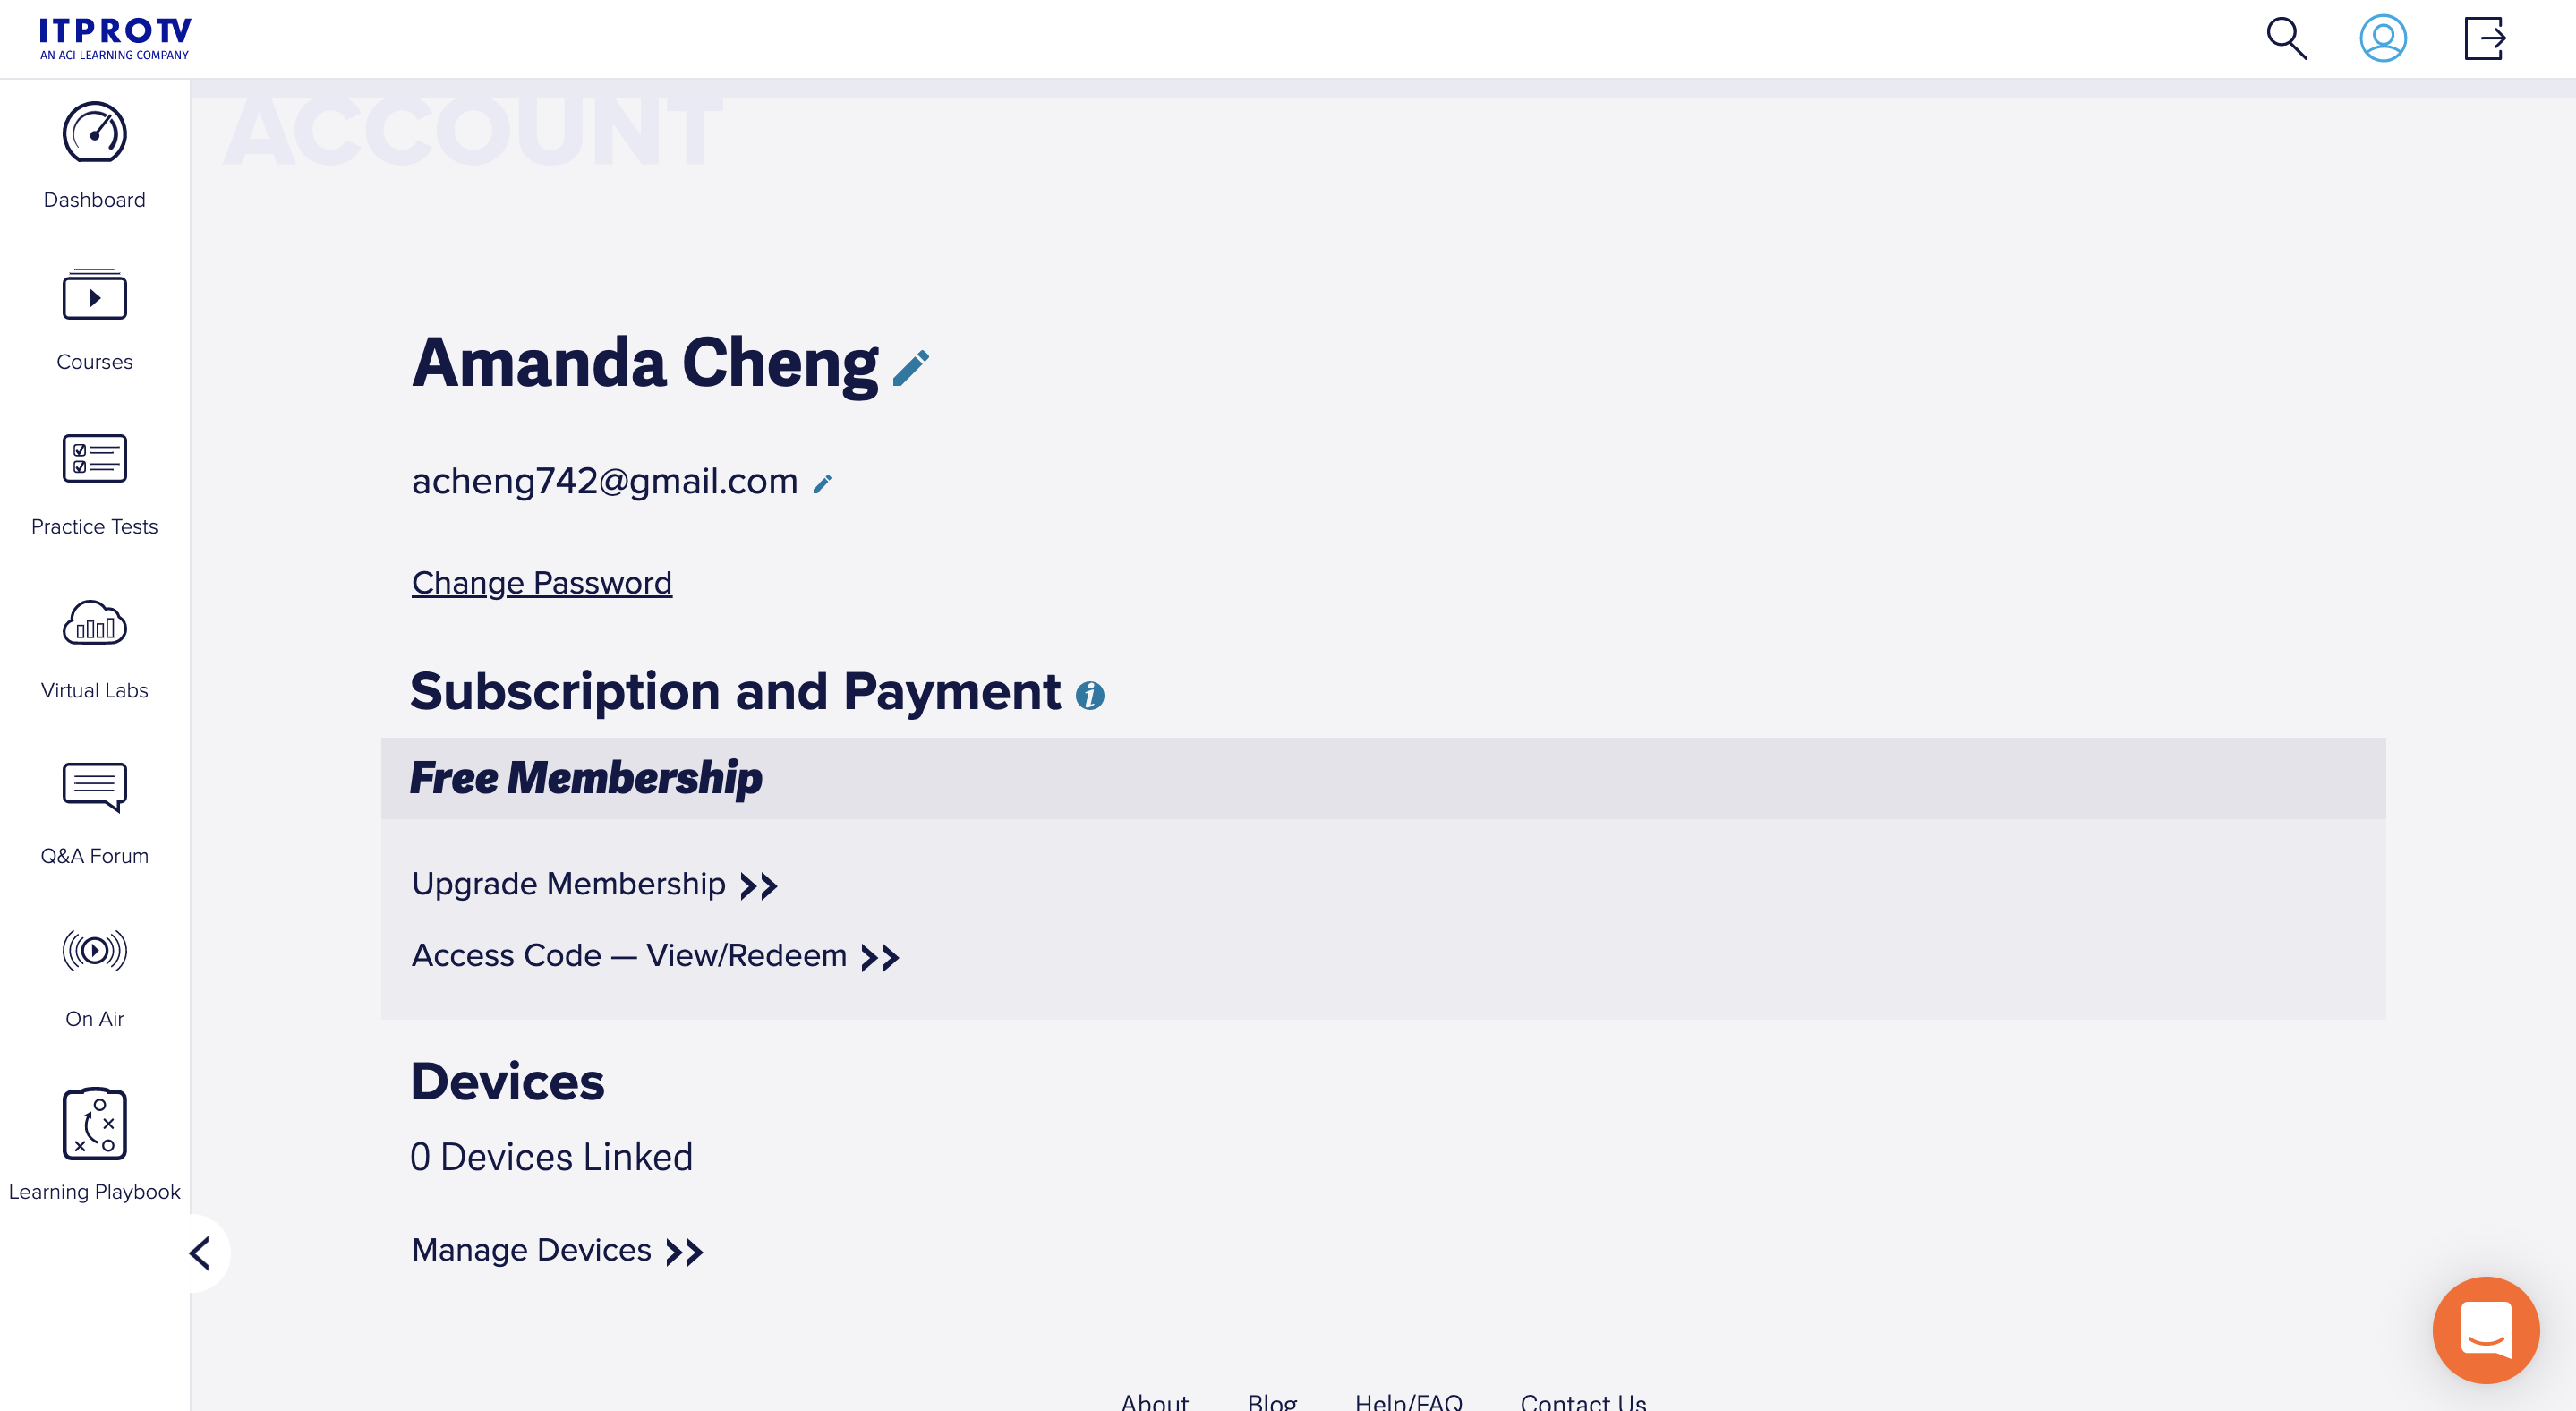 ITPROTV
AN ACI LEARNING COMPANY
ACCOUNT
Dashboard
Courses
Practice Tests
Virtual Labs
Q&A Forum
On Air
Learning Playbook
Amanda Cheng
acheng742@gmail.com
Change Password
Subscription and Payment
Free Membership
Upgrade Membership
Access Code — View/Redeem
Devices
0 Devices Linked
Manage Devices
About Blog Help/FAQ Contact Us